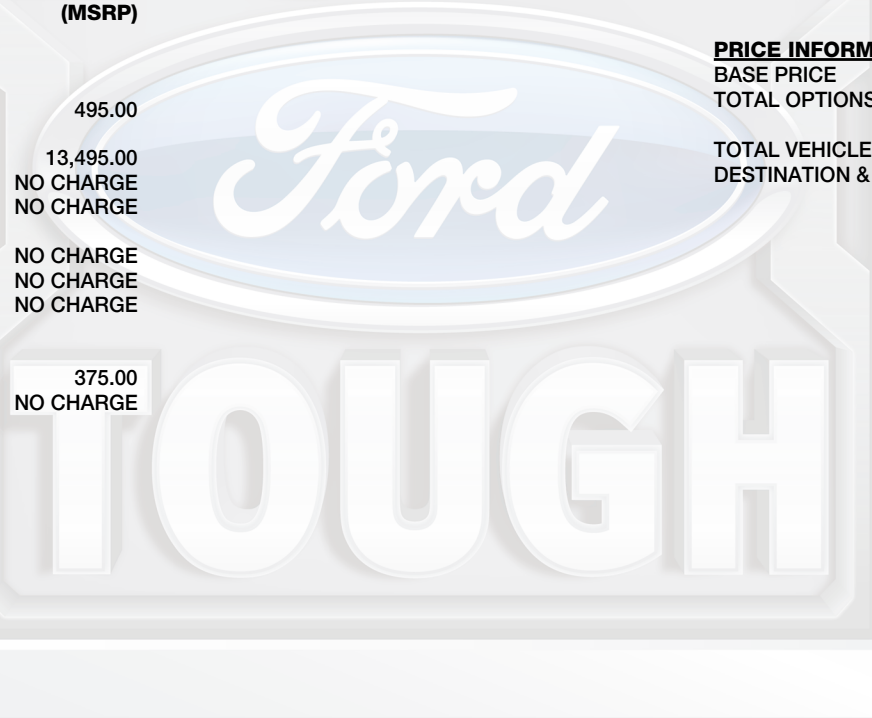 (MSRP)
495.00
13,495.00
NO CHARGE
NO CHARGE
NO CHARGE
NO CHARGE
NO CHARGE
375.00
NO CHARGE
PRICE INFORM
BASE PRICE
TOTAL OPTIONS
TOTAL VEHICLE
DESTINATION &
Ford
TOUGH